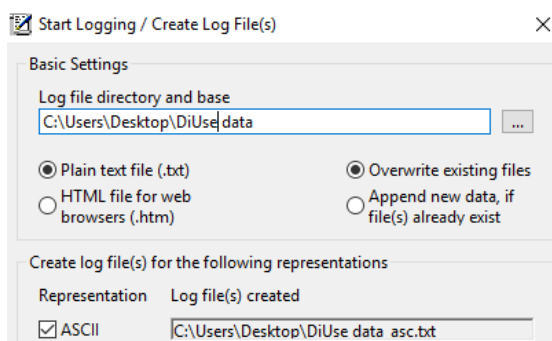 Start Logging / Create Log File(s)
Basic Settings
Log file directory and base
C:\Users\Desktop\DiUse data
...
Plain text file (.txt)
Overwrite existing files
HTML file for web
browsers (.htm)
Append new data, if
file(s) already exist
Create log file(s) for the following representations
Representation Log file(s) created
ASCII C:\Users\Desktop\DiUse data_asc.txt